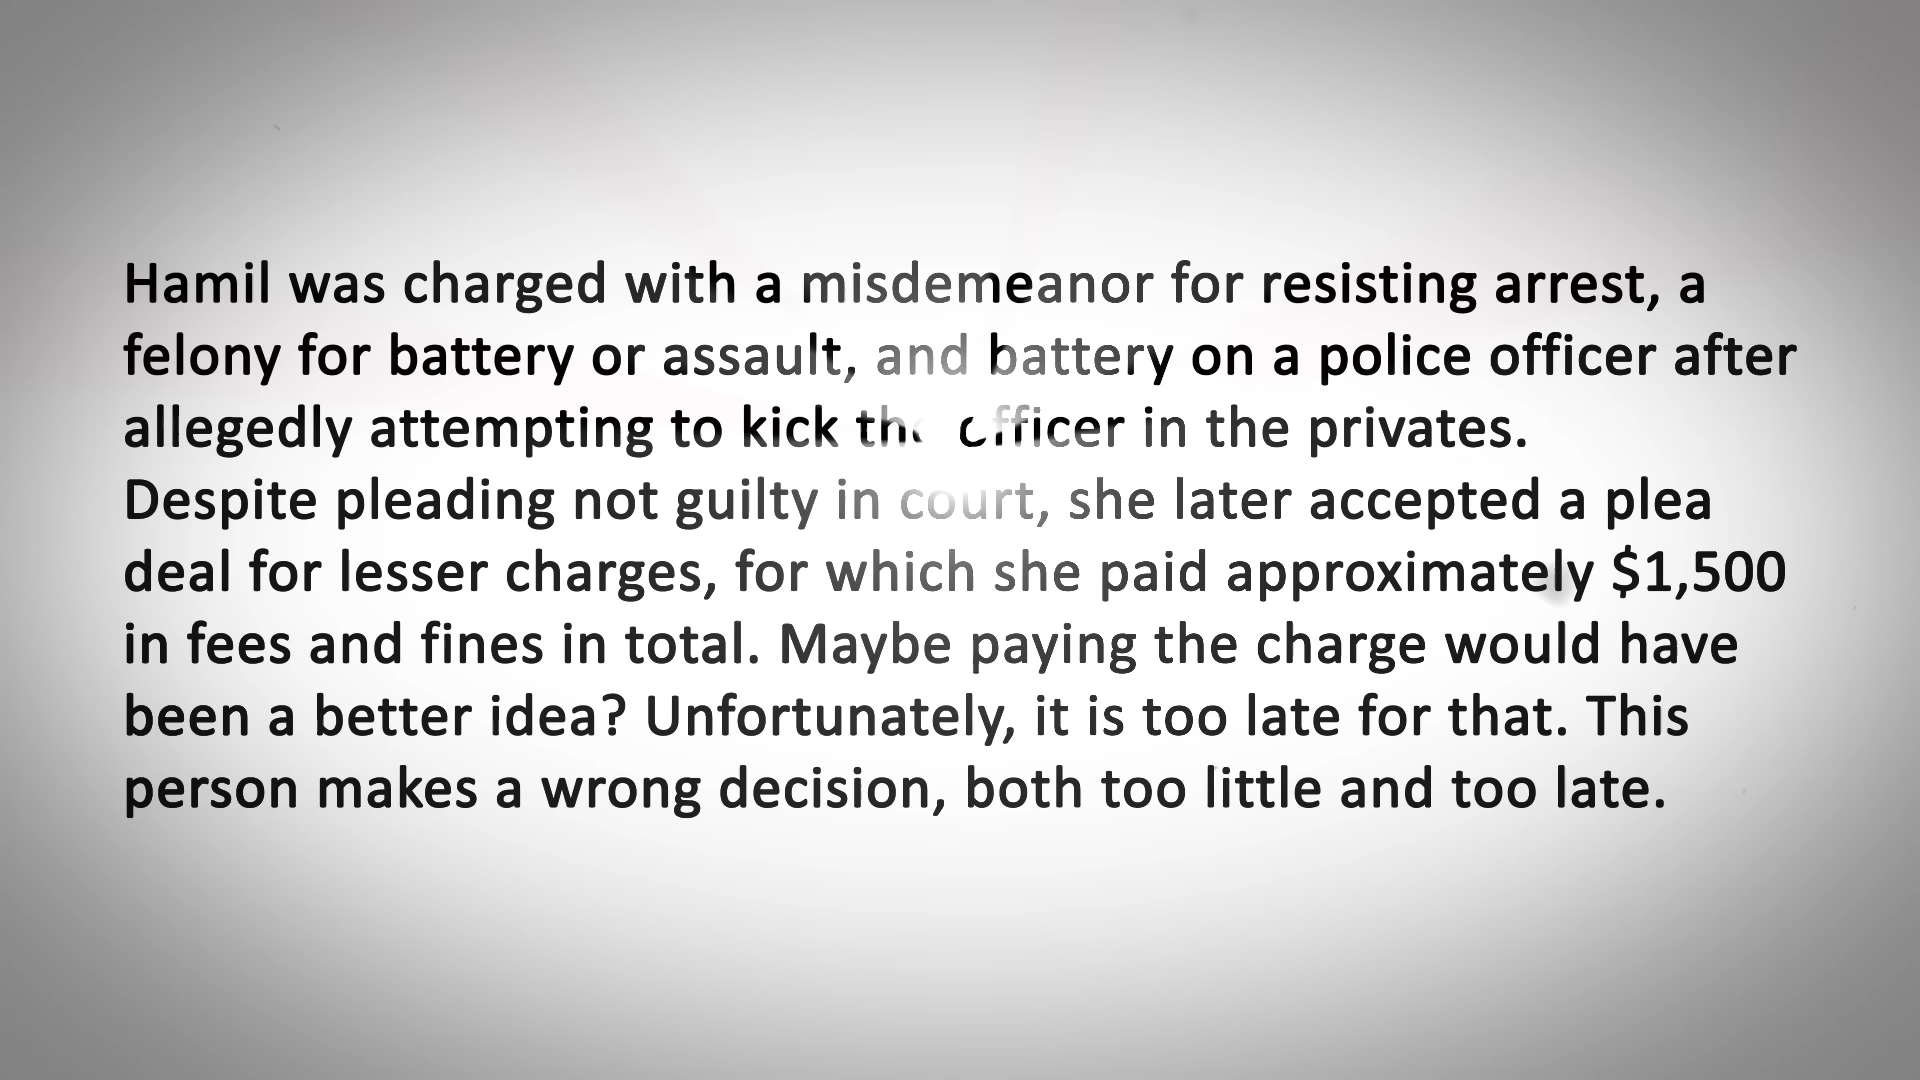 Hamil was charged with a misdemeanor for resisting arrest, a
felony for battery or assault, and battery on a police officer after
allegedly attempting to kick the officer in the privates.
Despite pleading not guilty in court, she later accepted a plea
deal for lesser charges, for which she paid approximately $1,500
in fees and fines in total. Maybe paying the charge would have
been a better idea? Unfortunately, it is too late for that. This
person makes a wrong decision, both too little and too late.